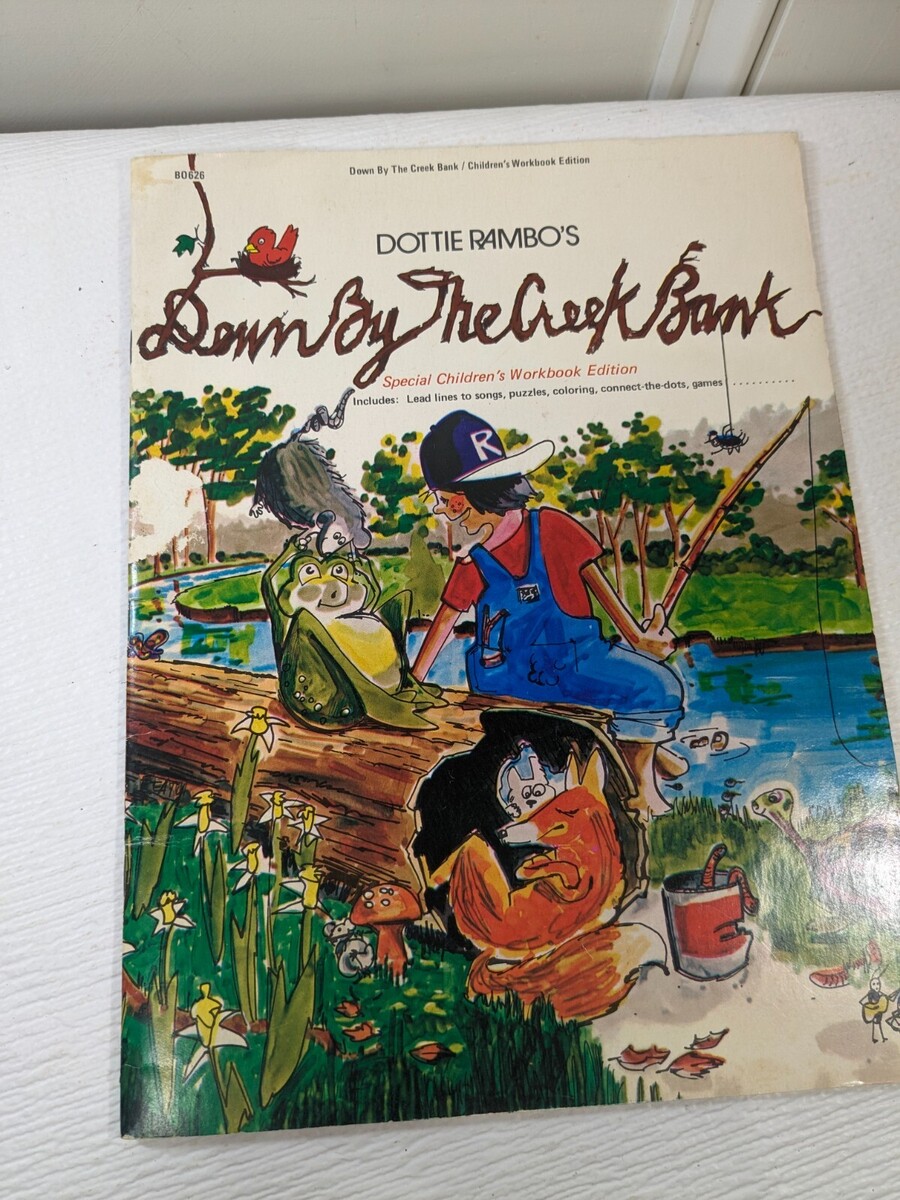 Down By The Creek Bank / Children's Workbook Edition
BO626
DOTTIE RAMBO'S
Down By The Creek Bank
Special Children's Workbook Edition
Includes: Lead lines to songs, puzzles, coloring, connect-the-dots, games ..........
R